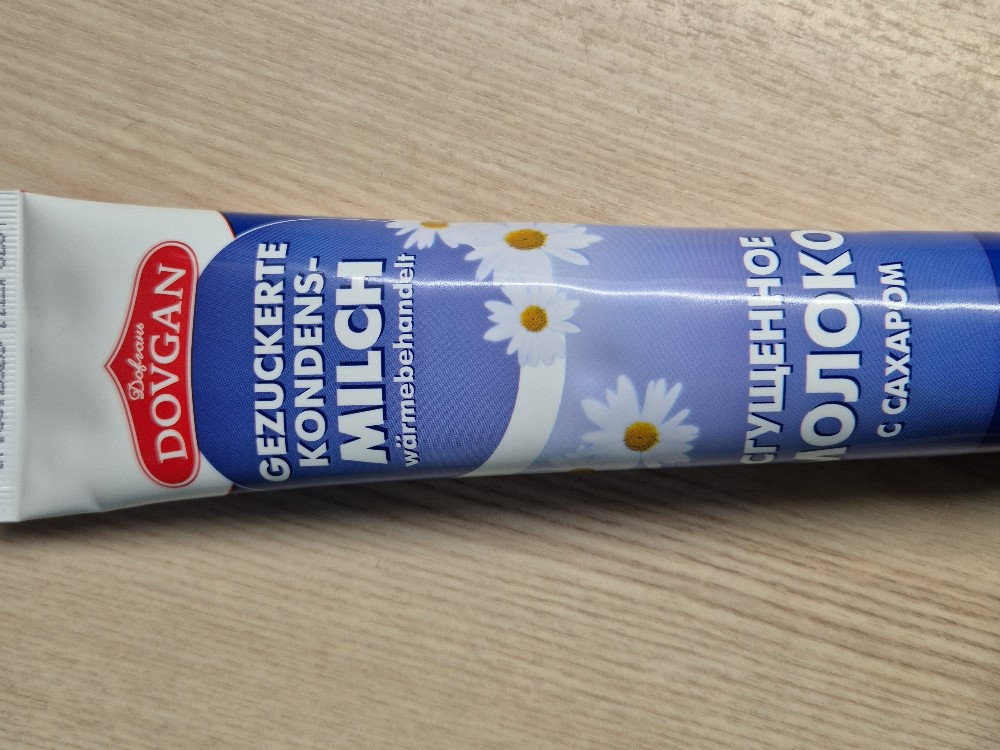 Dovgan
DOVGAN
GEZUCKERTE
KONDENS-
MILCH
wärmebehandelt
СГУЩЕННОЕ
МОЛОКО
С САХАРОМ